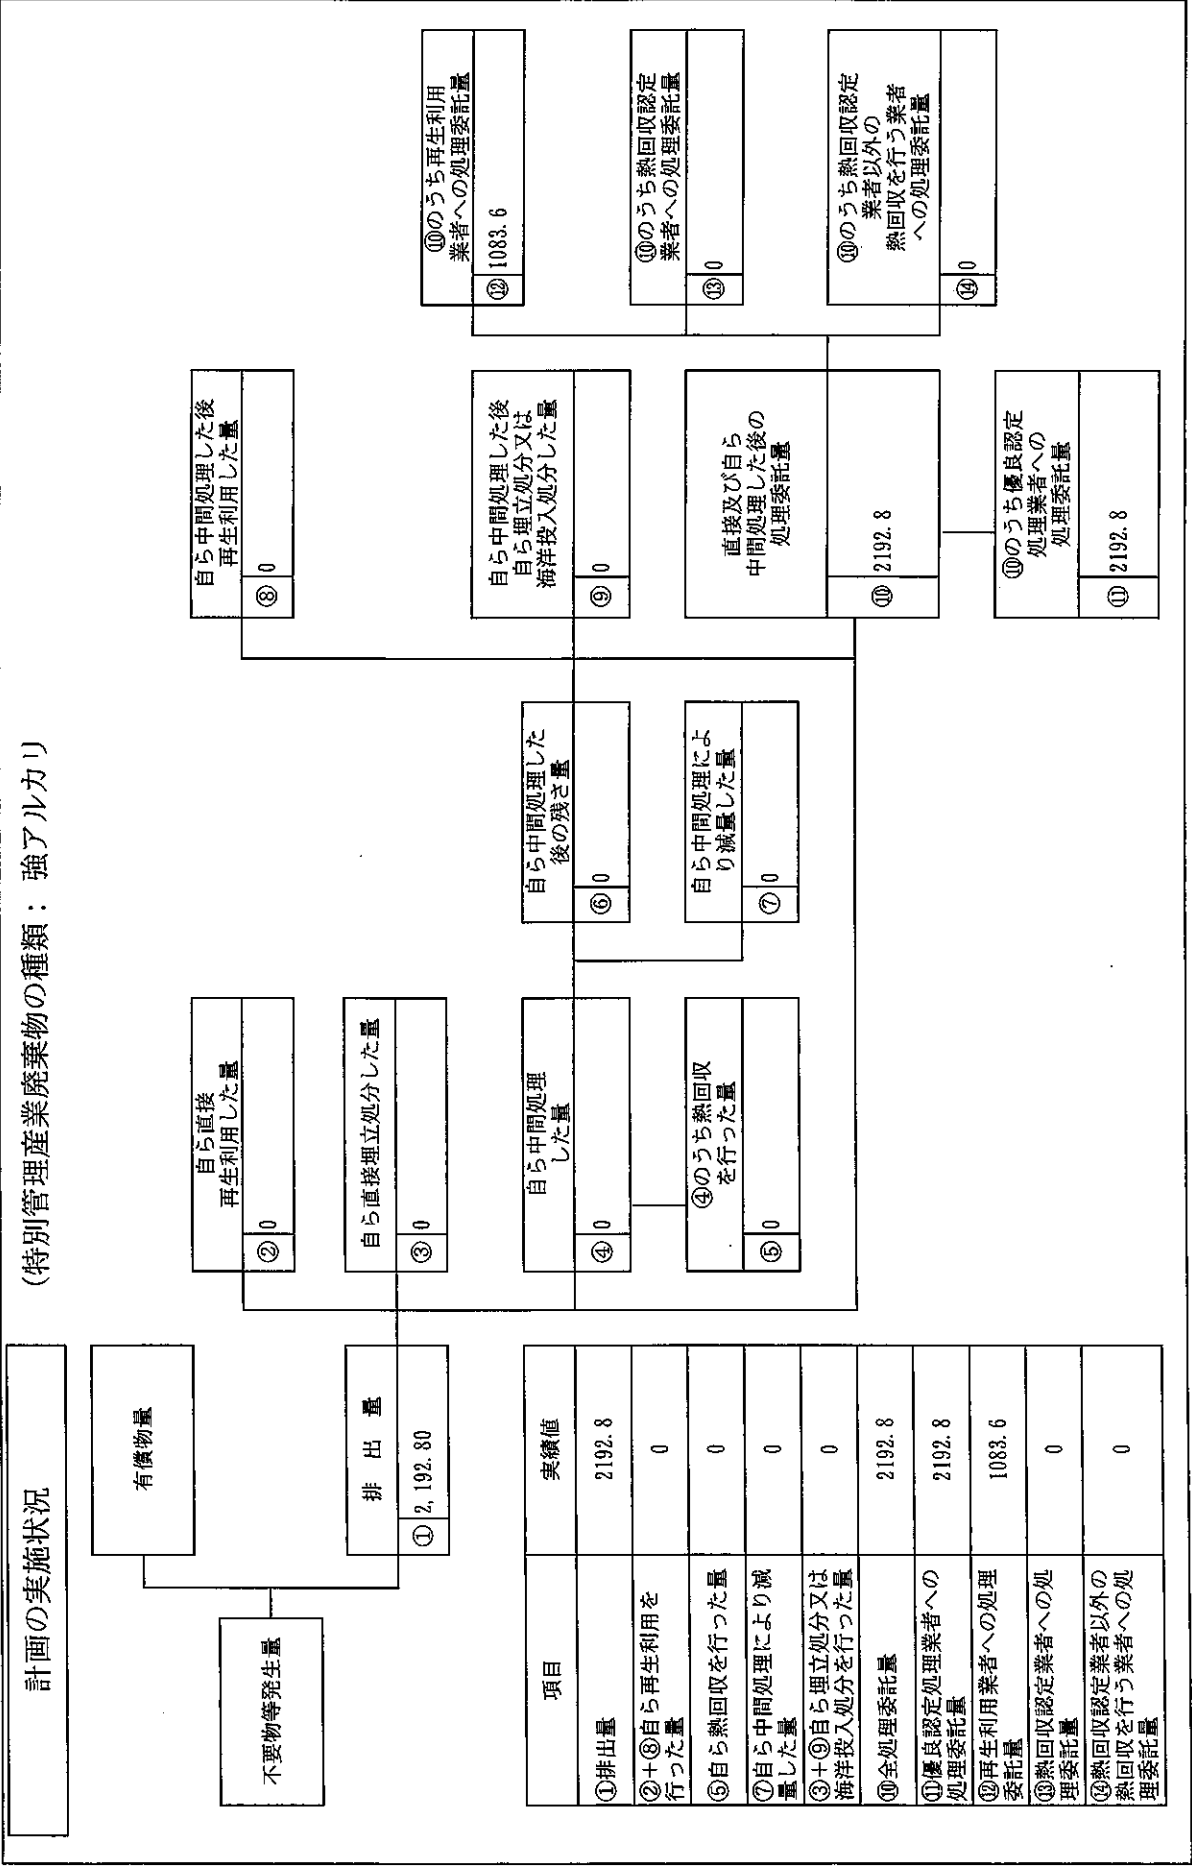 計画の実施状況
(特別管理産業廃棄物の種類： 強アルカリ
不要物等発生量
有償物量
排 出 量
① 2,192.80
自ら直接
再生利用した量
② 0
自ら直接埋立処分した量
③ 0
自ら中間処理
した量
④ 0
④のうち熱回収
を行った量
⑤ 0
自ら中間処理した
後の残さ量
⑥ 0
自ら中間処理によ
り減量した量
⑦ 0
自ら中間処理した後
再生利用した量
⑧ 0
自ら中間処理した後
自ら埋立処分又は
海洋投入処分した量
⑨ 0
直接及び自ら
中間処理した後の
処理委託量
⑩ 2192.8
⑩のうち優良認定
処理業者への
処理委託量
⑪ 2192.8
⑩のうち再生利用
業者への処理委託量
⑫ 1083.6
⑩のうち熱回収認定
業者への処理委託量
⑬ 0
⑩のうち熱回収認定
業者以外の
熱回収を行う業者
への処理委託量
⑭ 0
項目 実績値
①排出量 2192.8
②+⑧自ら再生利用を
行った量 0
⑤自ら熱回収を行った量 0
⑦自ら中間処理により減
量した量 0
③+⑨自ら埋立処分又は
海洋投入処分を行った量 0
⑩全処理委託量 2192.8
⑪優良認定処理業者への
処理委託量 2192.8
⑫再生利用業者への処理
委託量 1083.6
⑬熱回収認定業者への処
理委託量 0
⑭熱回収認定業者以外の
熱回収を行う業者への処
理委託量 0